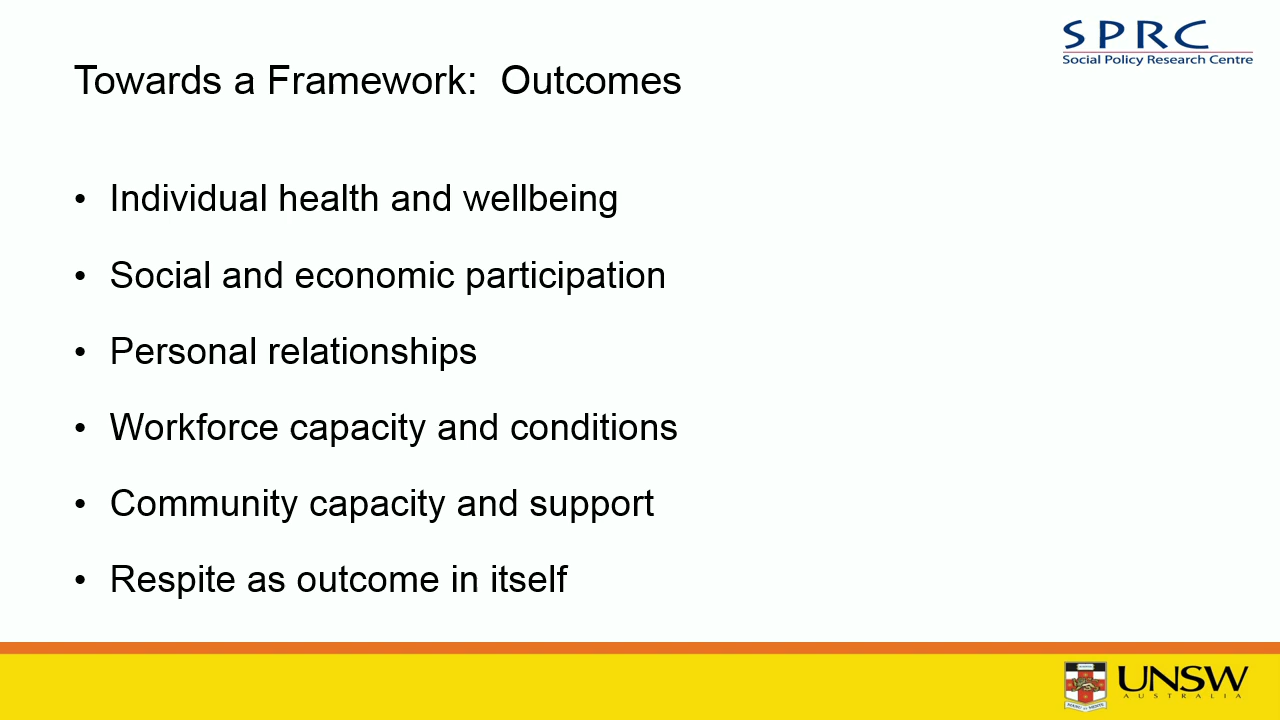 SPRC
Social Policy Research Centre
Towards a Framework:  Outcomes
• Individual health and wellbeing
• Social and economic participation
• Personal relationships
• Workforce capacity and conditions
• Community capacity and support
• Respite as outcome in itself
UNSW
AUSTRALIA